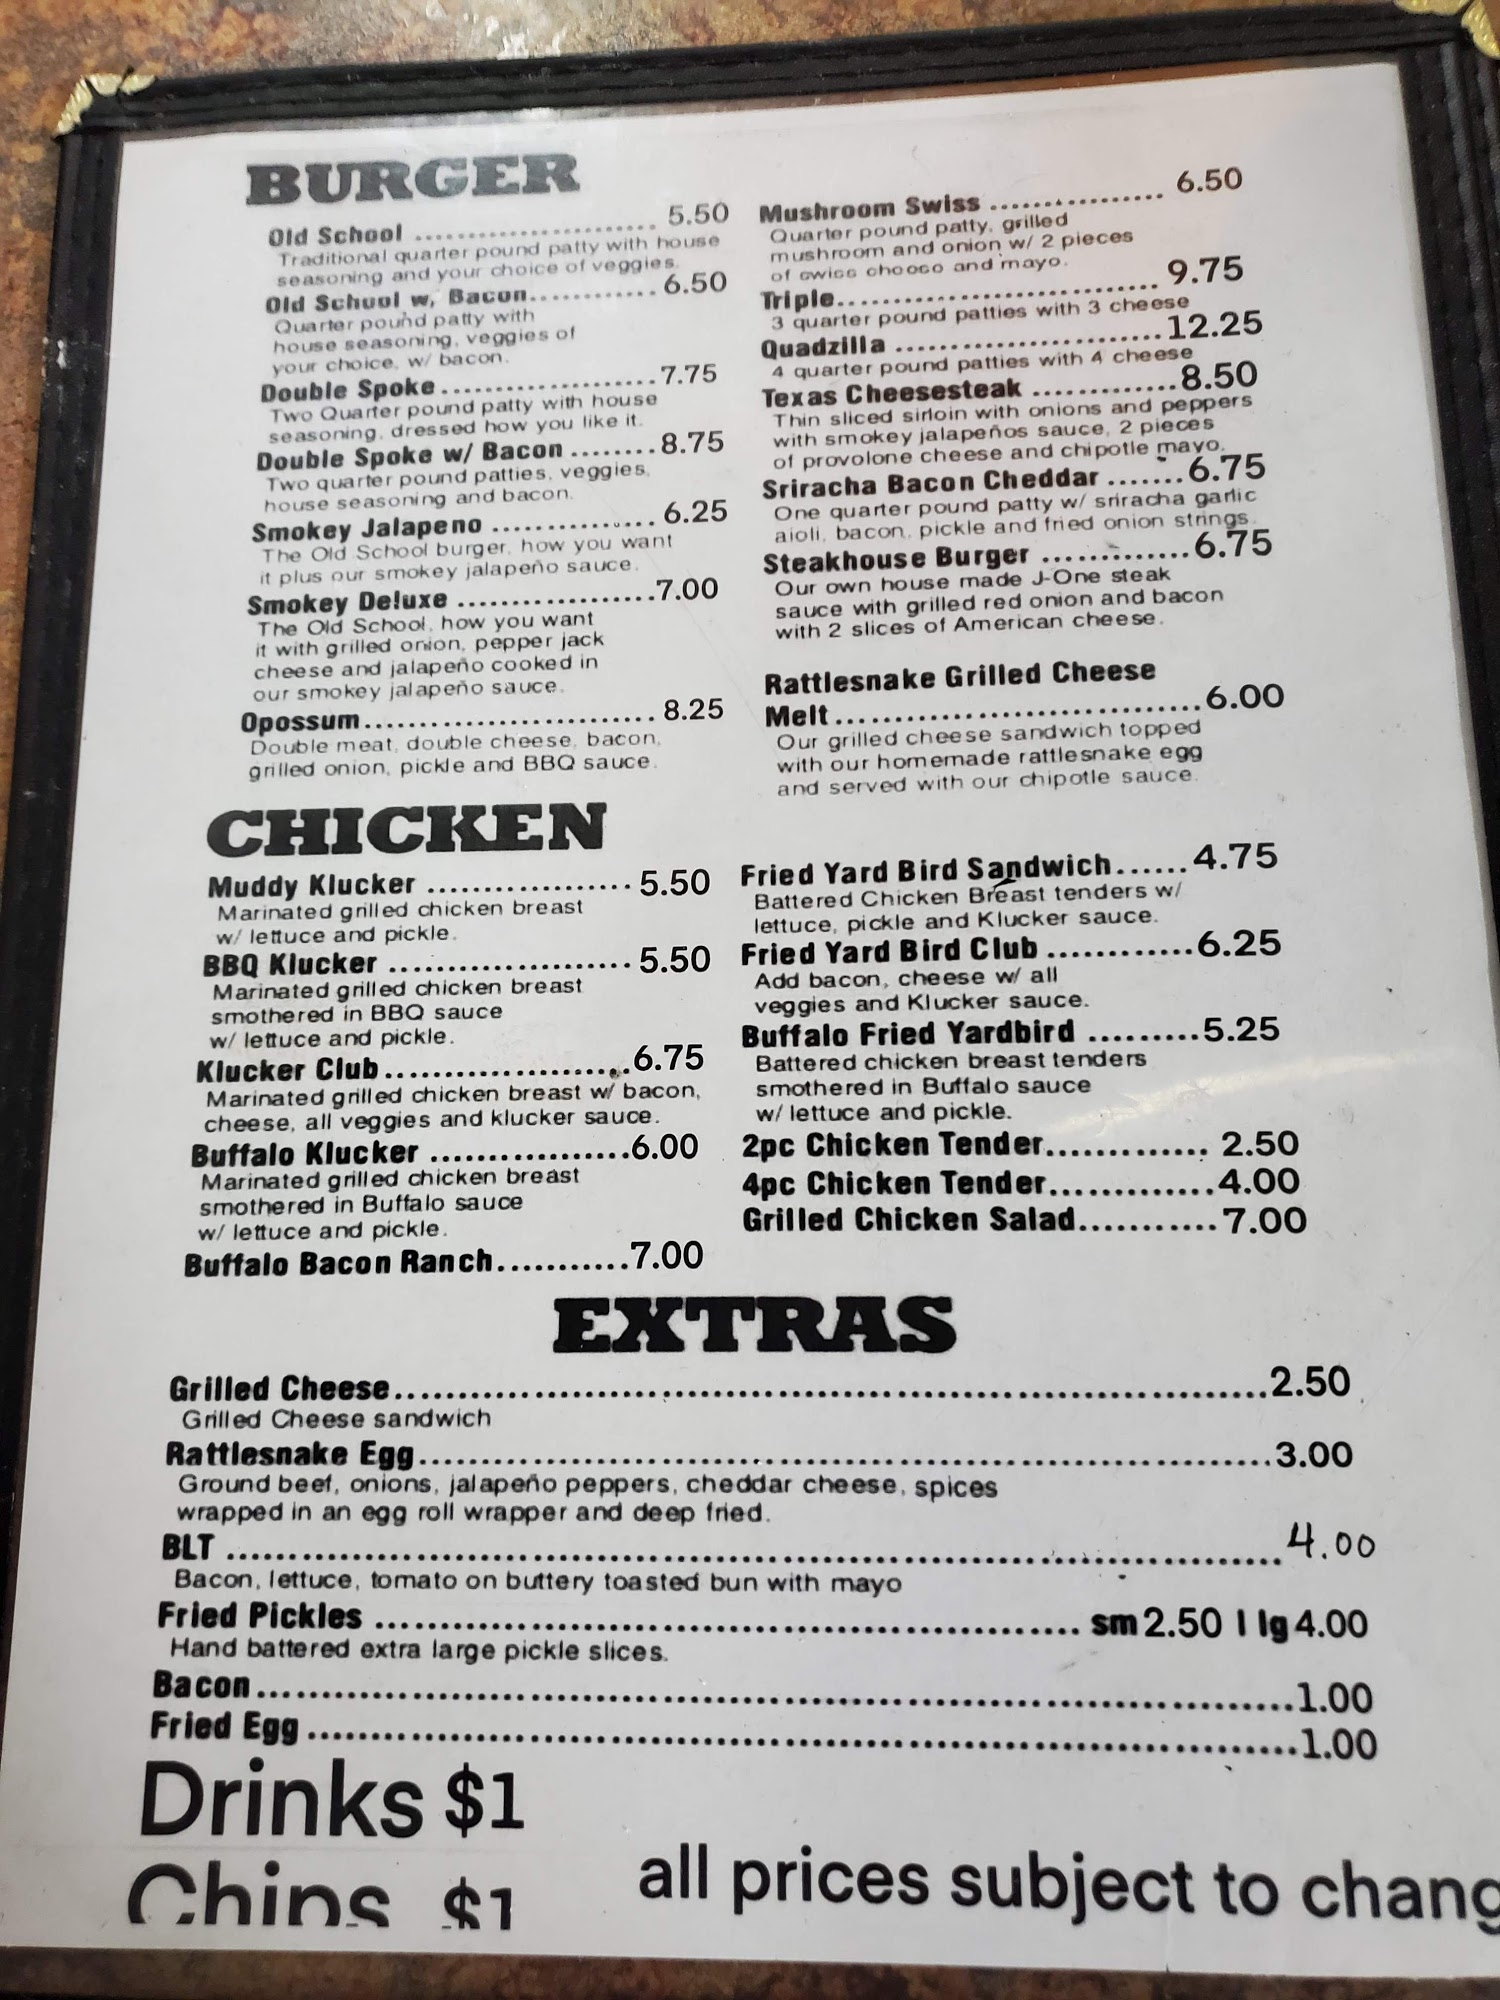 BURGER
Old School ........................ 5.50
Traditional quarter pound patty with house
seasoning and your choice of veggies.
Old School w, Bacon............ 6.50
Quarter pound patty with
house seasoning, veggies of
your choice, w/ bacon.
Double Spoke.....................7.75
Two Quarter pound patty with house
seasoning, dressed how you like it.
Double Spoke w/ Bacon ........8.75
Two quarter pound patties, veggies,
house seasoning and bacon.
Smokey Jalapeno ................ 6.25
The Old School burger, how you want
it plus our smokey jalapeño sauce.
Smokey Deluxe ...................7.00
The Old School, how you want
it with grilled onion, pepper jack
cheese and jalapeño cooked in
our smokey jalapeño sauce.
Opossum............................ 8.25
Double meat, double cheese, bacon,
grilled onion, pickle and BBQ sauce.
Mushroom Swiss ................. 6.50
Quarter pound patty, grilled
mushroom and onion w/ 2 pieces
of swiss cheese and mayo.
Triple................................ 9.75
3 quarter pound patties with 3 cheese
Quadzilla ..........................12.25
4 quarter pound patties with 4 cheese
Texas Cheesesteak ..............8.50
Thin sliced sirloin with onions and peppers
with smokey jalapeños sauce, 2 pieces
of provolone cheese and chipotle mayo.
Sriracha Bacon Cheddar .......6.75
One quarter pound patty w/ sriracha garlic
aioli, bacon, pickle and fried onion strings.
Steakhouse Burger ..............6.75
Our own house made J-One steak
sauce with grilled red onion and bacon
with 2 slices of American cheese.
Rattlesnake Grilled Cheese
Melt...................................6.00
Our grilled cheese sandwich topped
with our homemade rattlesnake egg
and served with our chipotle sauce.
CHICKEN
Muddy Klucker .................. 5.50
Marinated grilled chicken breast
w/ lettuce and pickle.
BBQ Klucker ...................... 5.50
Marinated grilled chicken breast
smothered in BBQ sauce
w/ lettuce and pickle.
Klucker Club......................6.75
Marinated grilled chicken breast w/ bacon,
cheese, all veggies and klucker sauce.
Buffalo Klucker ..................6.00
Marinated grilled chicken breast
smothered in Buffalo sauce
w/ lettuce and pickle.
Buffalo Bacon Ranch...........7.00
Fried Yard Bird Sandwich......4.75
Battered Chicken Breast tenders w/
lettuce, pickle and Klucker sauce.
Fried Yard Bird Club ............6.25
Add bacon, cheese w/ all
veggies and Klucker sauce.
Buffalo Fried Yardbird .........5.25
Battered chicken breast tenders
smothered in Buffalo sauce
w/ lettuce and pickle.
2pc Chicken Tender............. 2.50
4pc Chicken Tender.............4.00
Grilled Chicken Salad...........7.00
EXTRAS
Grilled Cheese......................................................................2.50
Grilled Cheese sandwich
Rattlesnake Egg....................................................................3.00
Ground beef, onions, jalapeño peppers, cheddar cheese, spices
wrapped in an egg roll wrapper and deep fried.
BLT ....................................................................................4.00
Bacon, lettuce, tomato on buttery toasted bun with mayo
Fried Pickles ......................................................... sm 2.50 | lg 4.00
Hand battered extra large pickle slices.
Bacon...................................................................................1.00
Fried Egg ..............................................................................1.00
Drinks $1
Chips $1
all prices subject to chang